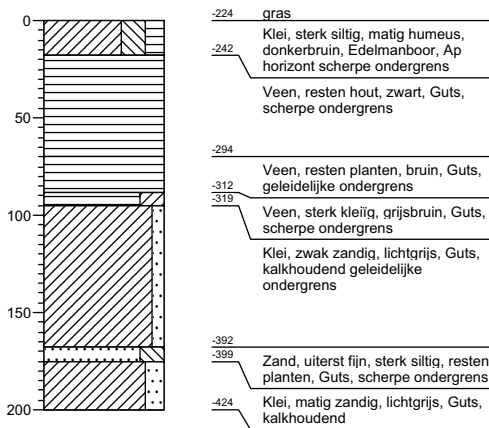 0
50
100
150
200
-224 gras
Klei, sterk siltig, matig humeus,
-242 donkerbruin, Edelmanboor, Ap
horizont scherpe ondergrens
Veen, resten hout, zwart, Guts,
scherpe ondergrens
-294
Veen, resten planten, bruin, Guts,
-312 geleidelijke ondergrens
-319
Veen, sterk kleiïg, grijsbruin, Guts,
scherpe ondergrens
Klei, zwak zandig, lichtgrijs, Guts,
kalkhoudend geleidelijke
ondergrens
-392
-399
Zand, uiterst fijn, sterk siltig, resten
planten, Guts, scherpe ondergrens
-424
Klei, matig zandig, lichtgrijs, Guts,
kalkhoudend